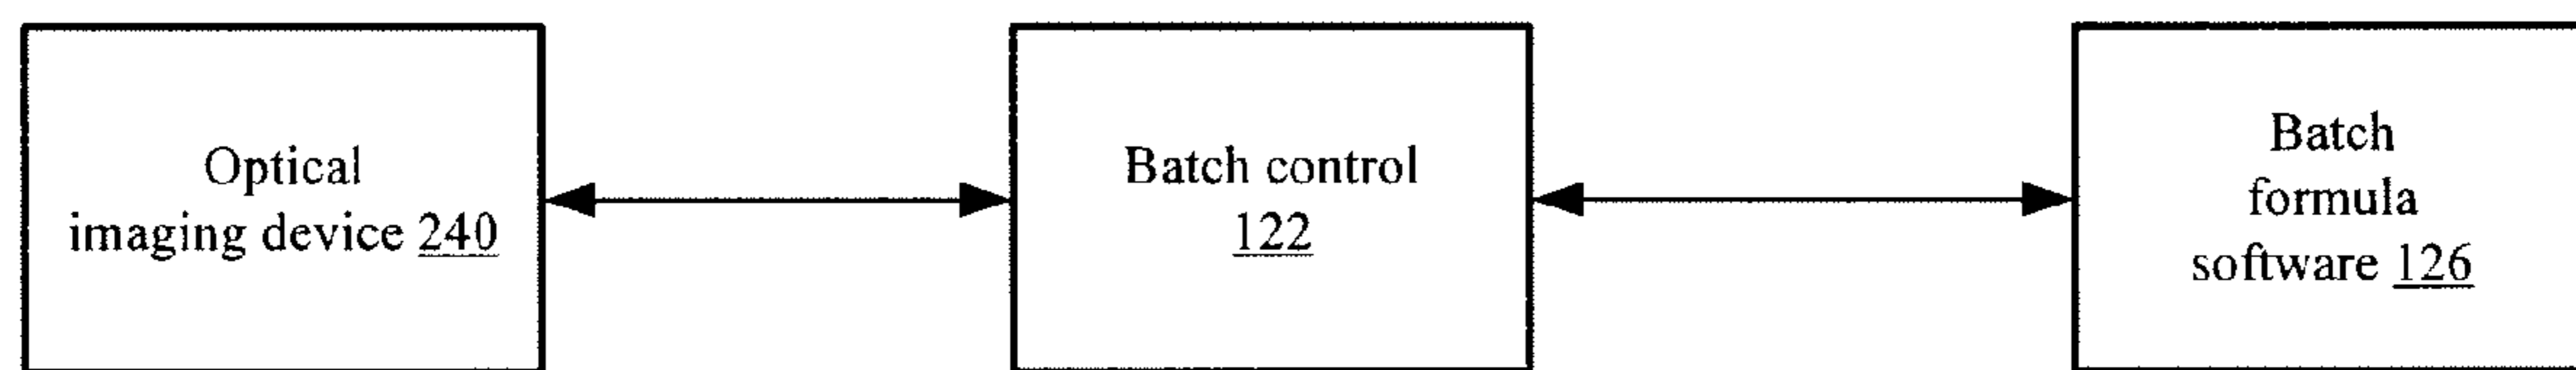 Optical
imaging device 240
Batch control
122
Batch
formula
software 126